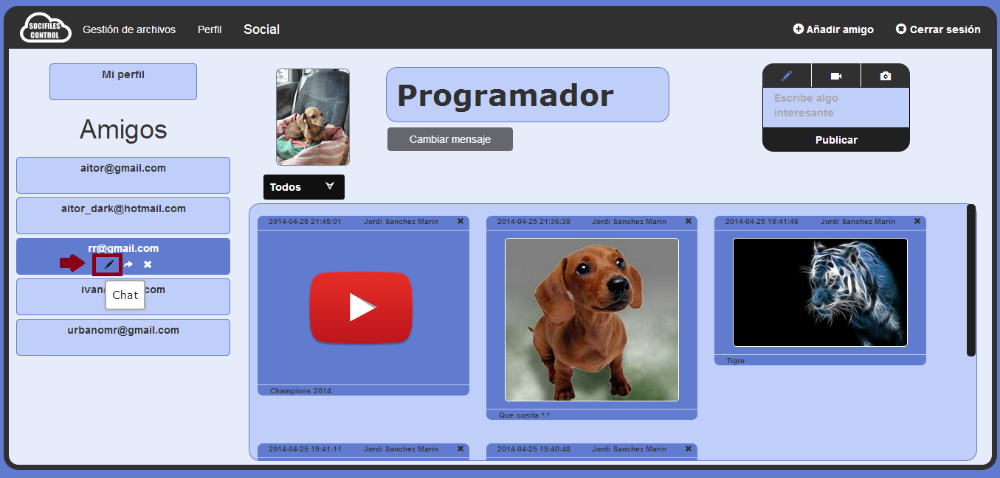 SOCIFILES
CONTROL
Gestión de archivos
Perfil
Social
Añadir amigo
Cerrar sesión
Mi perfil
Amigos
aitor@gmail.com
aitor_dark@hotmail.com
rr@gmail.com
Chat
urbanomr@gmail.com
Programador
Cambiar mensaje
Escribe algo
interesante
Publicar
Todos
2014-04-25 21:45:01 Jordi Sanchez Marin
Champions 2014
2014-04-25 21:36:38 Jordi Sanchez Marin
Que cosita *.*
2014-04-25 19:41:46 Jordi Sanchez Marin
Tigre
2014-04-25 19:41:11 Jordi Sanchez Marin
2014-04-25 19:40:48 Jordi Sanchez Marin